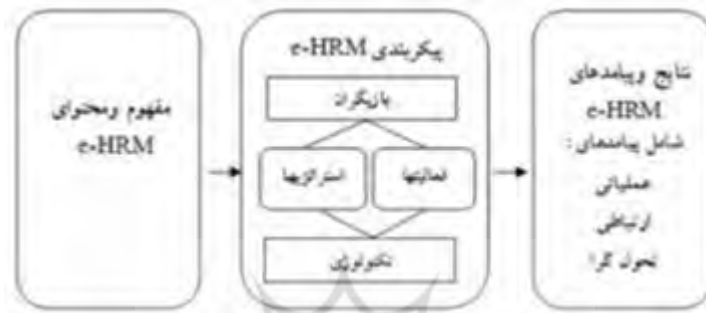 مفهوم ومحتوای
e-HRM
پیکربندی e-HRM
بازیگران
استراتژیها
فعالیتها
تکنولوژی
نتایج وپیامدهای
e-HRM
شامل پیامدهای :
عملیاتی
ارتباطی
تحول گرا